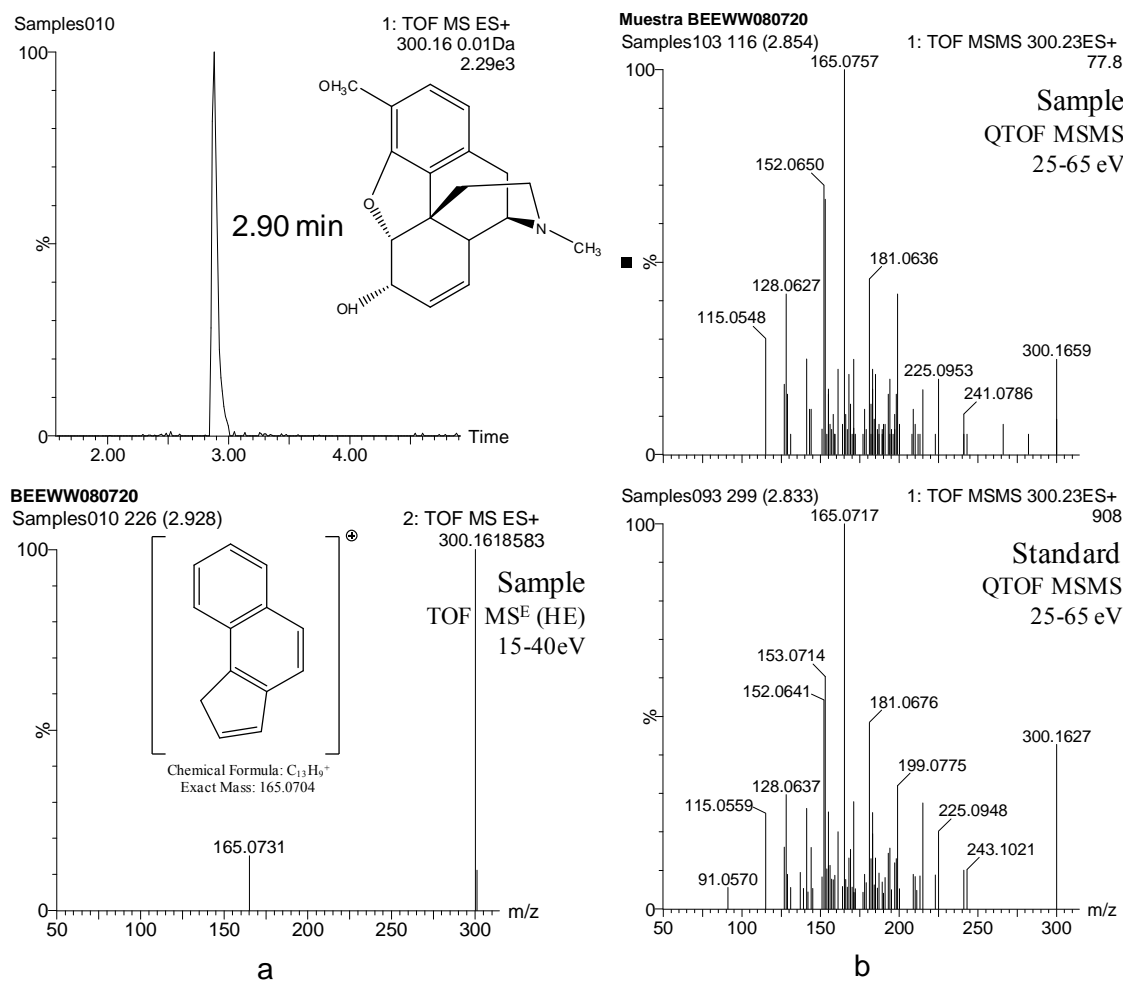 Samples010
1: TOF MS ES+
300.16 0.01Da
2.29e3
100
%
0
2.90 min
OH3C
O
N
CH3
OH
2.00
3.00
4.00
Time
BEEWW080720
Samples010 226 (2.928)
2: TOF MS ES+
300.1618583
100
%
0
Sample
TOF MSE (HE)
15-40eV
Chemical Formula: C13H9+
Exact Mass: 165.0704
165.0731
50
100
150
200
250
300
m/z
a
Muestra BEEWW080720
Samples103 116 (2.854)
1: TOF MSMS 300.23ES+
77.8
100
%
0
165.0757
Sample
QTOF MSMS
25-65 eV
152.0650
181.0636
128.0627
115.0548
225.0953
300.1659
241.0786
Samples093 299 (2.833)
1: TOF MSMS 300.23ES+
908
100
%
0
165.0717
Standard
QTOF MSMS
25-65 eV
153.0714
152.0641
181.0676
300.1627
199.0775
128.0637
115.0559
225.0948
243.1021
91.0570
50
100
150
200
250
300
m/z
b